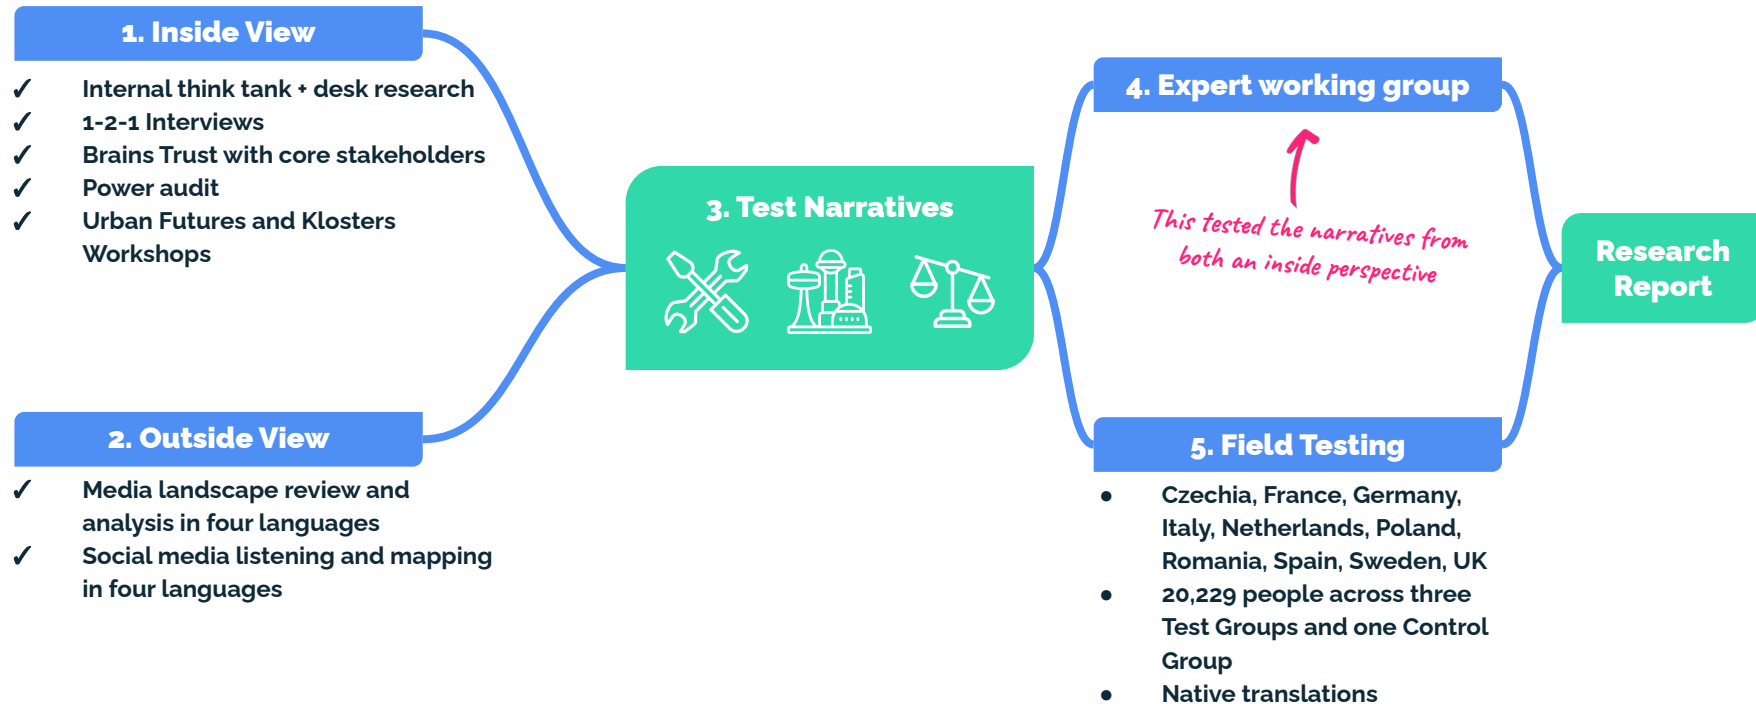 1. Inside View
✓ Internal think tank + desk research
✓ 1-2-1 Interviews
✓ Brains Trust with core stakeholders
✓ Power audit
✓ Urban Futures and Klosters
Workshops
2. Outside View
✓ Media landscape review and
analysis in four languages
✓ Social media listening and mapping
in four languages
3. Test Narratives
4. Expert working group
This tested the narratives from
both an inside perspective
5. Field Testing
● Czechia, France, Germany,
Italy, Netherlands, Poland,
Romania, Spain, Sweden, UK
● 20,229 people across three
Test Groups and one Control
Group
● Native translations
Research
Report